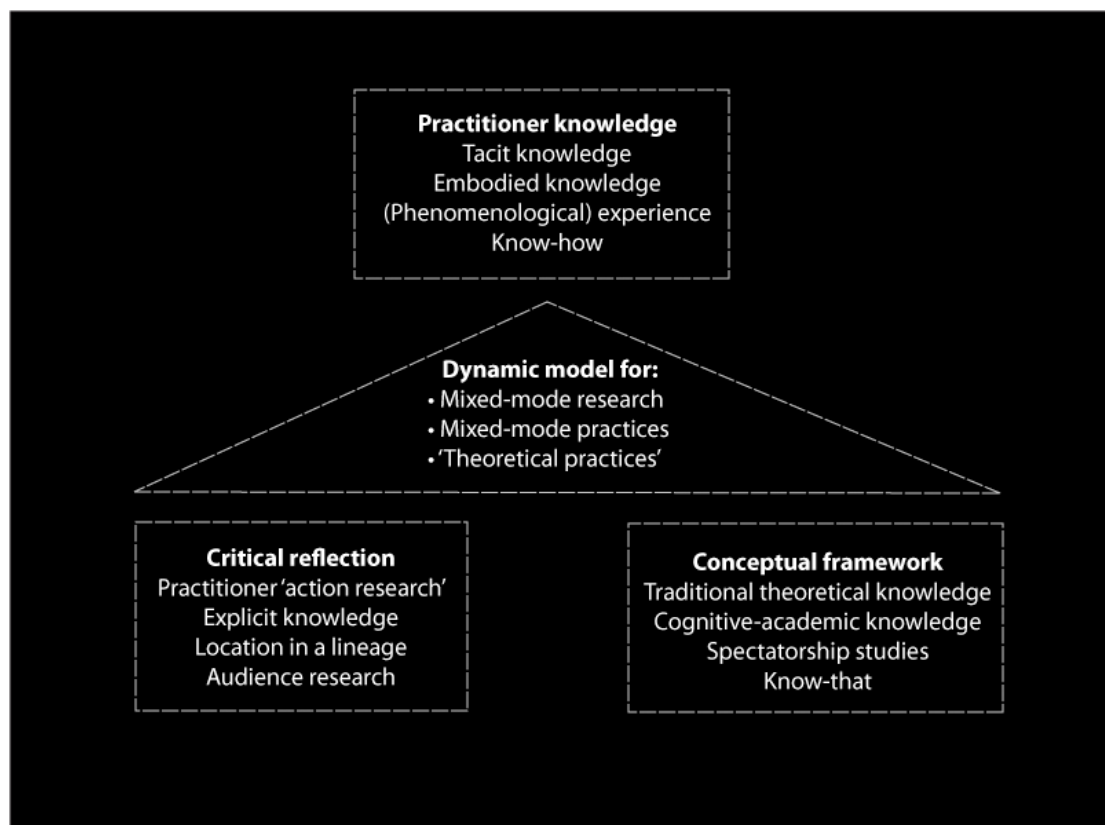 Practitioner knowledge
Tacit knowledge
Embodied knowledge
(Phenomenological) experience
Know-how
Dynamic model for:
• Mixed-mode research
• Mixed-mode practices
• ‘Theoretical practices’
Critical reflection
Practitioner ‘action research’
Explicit knowledge
Location in a lineage
Audience research
Conceptual framework
Traditional theoretical knowledge
Cognitive-academic knowledge
Spectatorship studies
Know-that